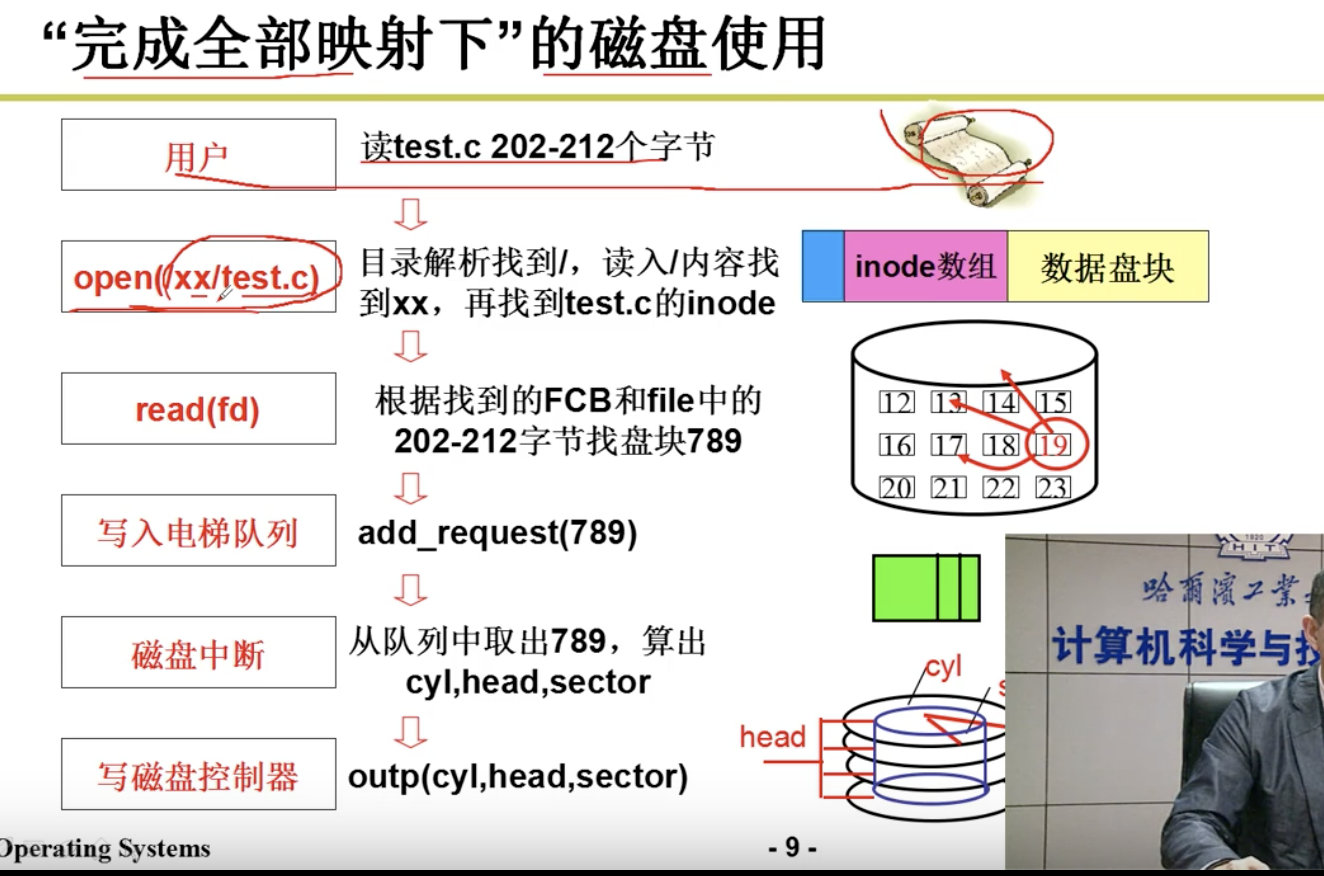 “完成全部映射下”的磁盘使用
用户
读test.c 202-212个字节
open(/xx/test.c)
目录解析找到/，读入/内容找
到xx，再找到test.c的inode
inode数组
数据盘块
read(fd)
根据找到的FCB和file中的
202-212字节找盘块789
12 13 14 15
16 17 18 19
20 21 22 23
写入电梯队列
add_request(789)
磁盘中断
从队列中取出789，算出
cyl,head,sector
写磁盘控制器
outp(cyl,head,sector)
cyl
s
head
1920
HIT
哈爾濱工業
计算机科学与技
Operating Systems
- 9 -